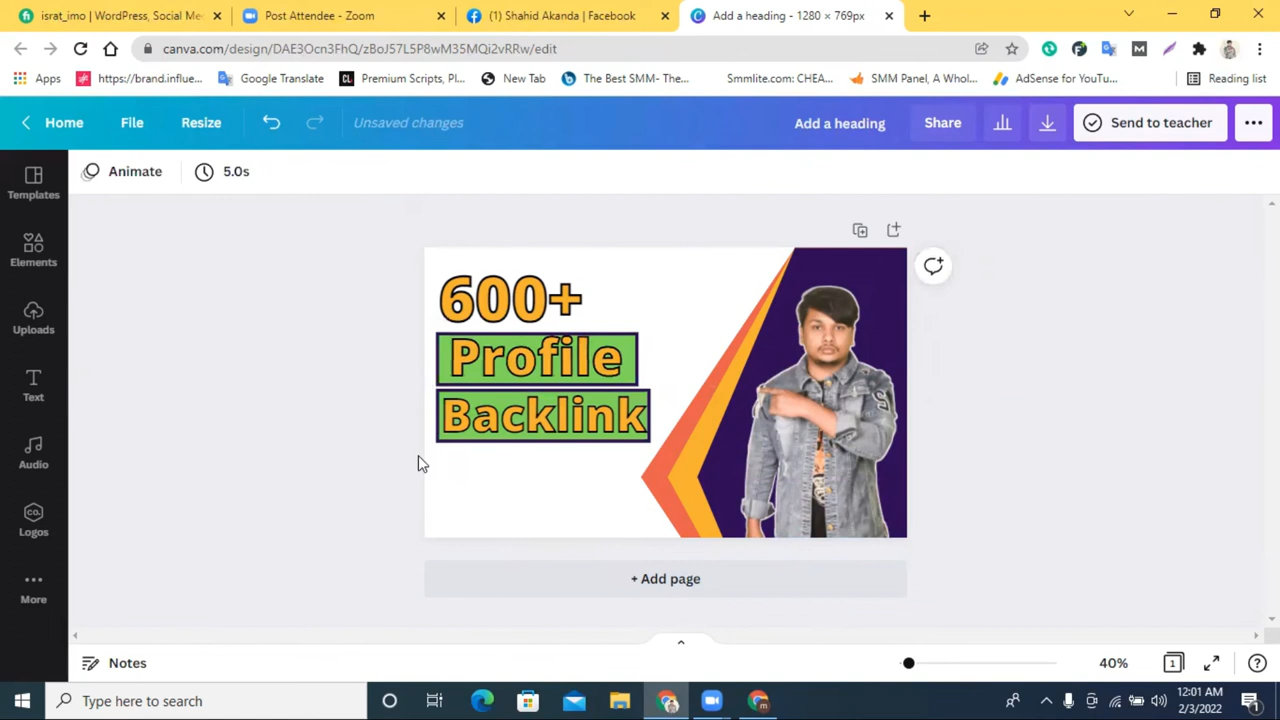 israt_imo | WordPress, Social Me
Post Attendee - Zoom
(1) Shahid Akanda | Facebook
Add a heading - 1280 × 769px
canva.com/design/DAE3Ocn3FhQ/zBoJ57L5P8wM35MQi2vRRw/edit
Apps
https://brand.influe...
Google Translate
Premium Scripts, Pl...
New Tab
The Best SMM- The...
Smmlite.com: CHEA...
SMM Panel, A Whol...
AdSense for YouTu...
Reading list
Home
File
Resize
Unsaved changes
Add a heading
Share
Send to teacher
Animate
5.0s
Templates
Elements
Uploads
Text
Audio
CO.
Logos
More
600+
Profile
Backlink
+ Add page
Notes
40%
1
Type here to search
12:01 AM
2/3/2022